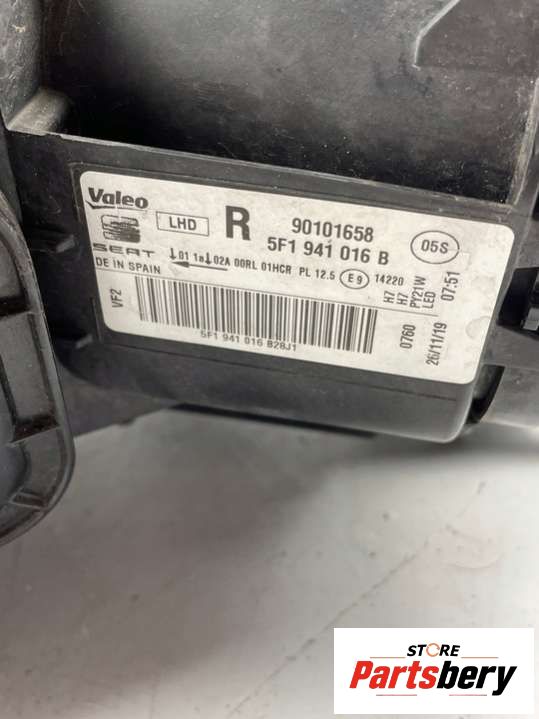 Valeo
SEAT
DE iN SPAIN
LHD
R
90101658
5F1 941 016 B
05S
01 1a 02A 00RL 01HCR PL 12.5 E9 14220
VF2
5F1 941 016 B28J1
H7
H7
PY21W
LED
0760
26/11/19 07:51
STORE
Partsbery